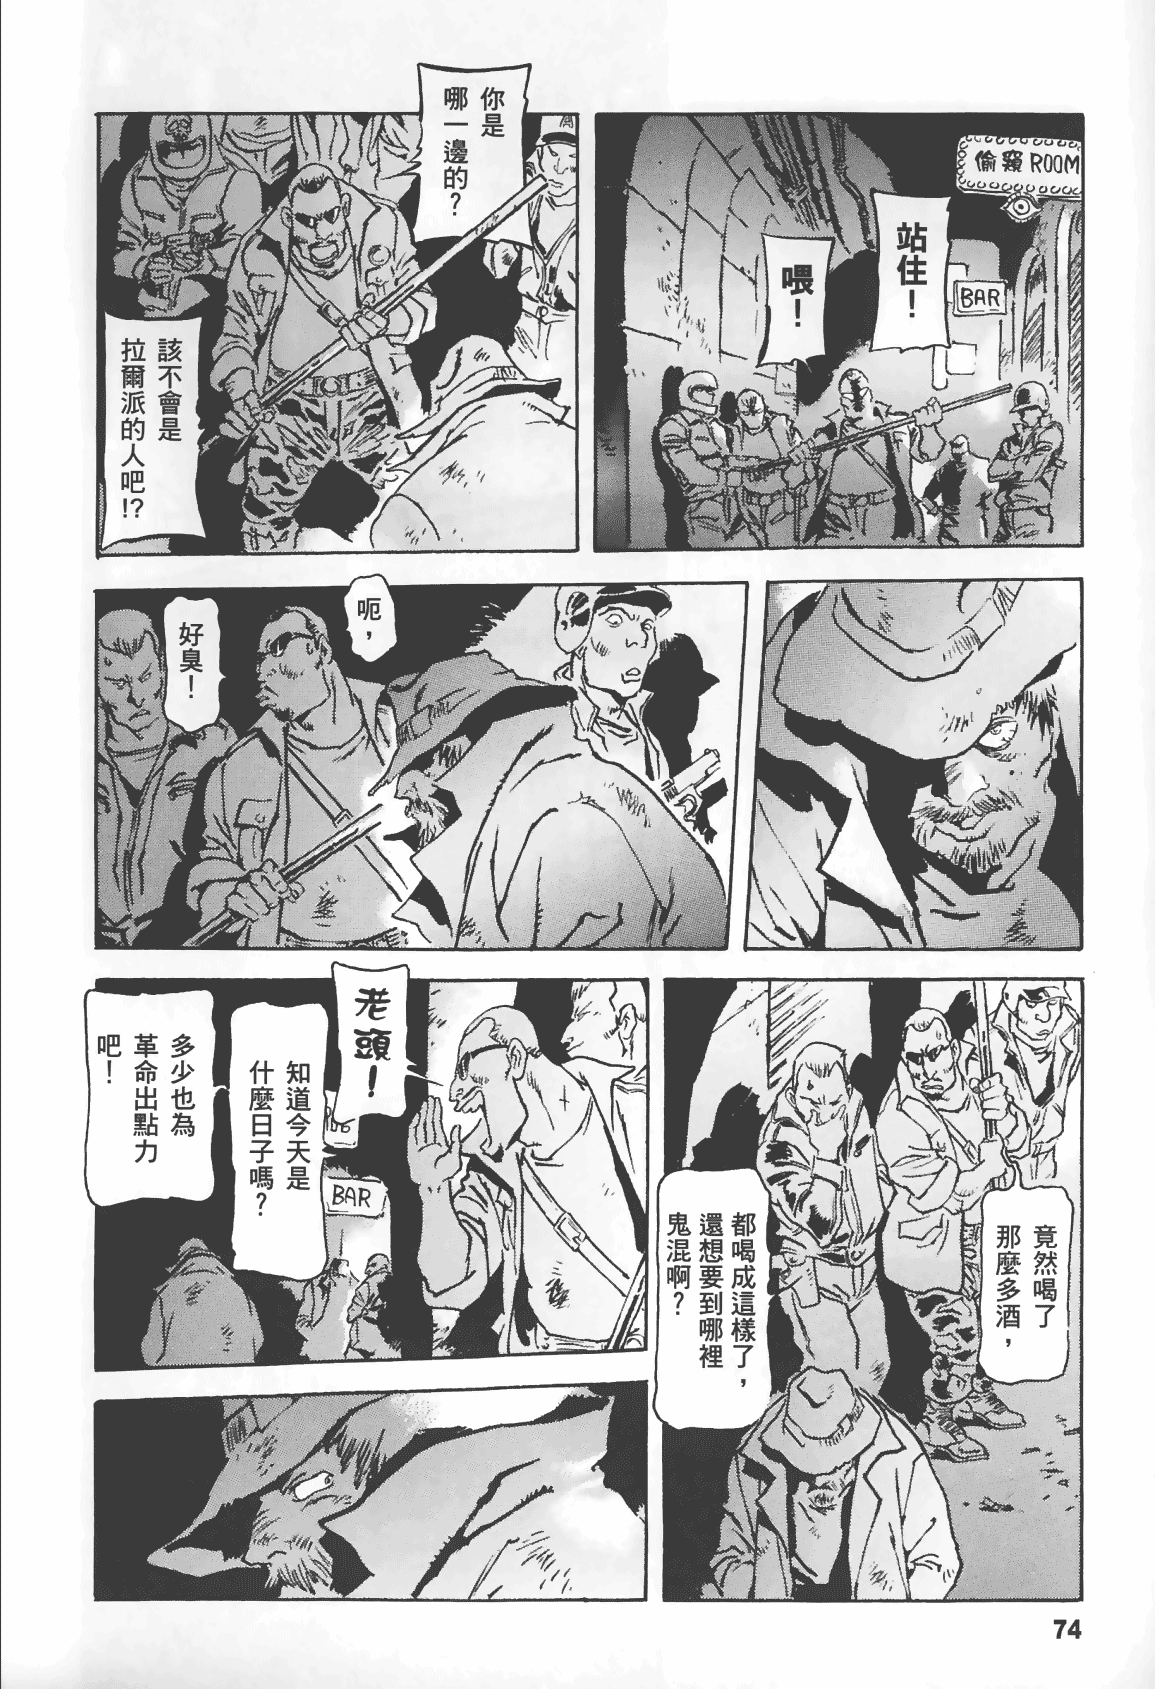 偷窺ROOM
站住！
喂！
BAR
你是
哪一邊的？
該不會是
拉爾派的人吧!?
呃，
好臭！
竟然喝了
那麼多酒，
都喝成這樣了，
還想要到哪裡
鬼混啊？
老頭！
知道今天是
什麼日子嗎？
BAR
多少也為
革命出點力
吧！
74